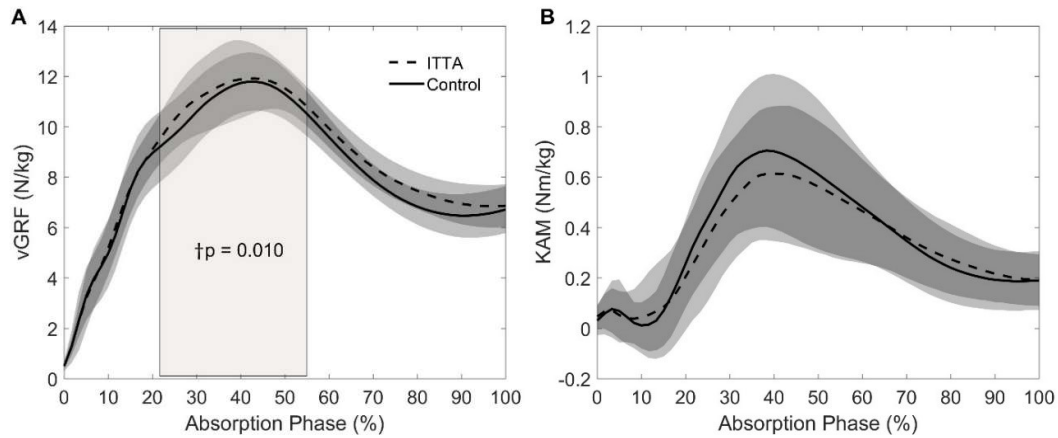 A
14
12
10
8
6
4
2
0
vGRF (N/kg)
ITTA
Control
†p = 0.010
0 10 20 30 40 50 60 70 80 90 100
Absorption Phase (%)
B
1.2
1
0.8
0.6
0.4
0.2
0
-0.2
KAM (Nm/kg)
0 10 20 30 40 50 60 70 80 90 100
Absorption Phase (%)